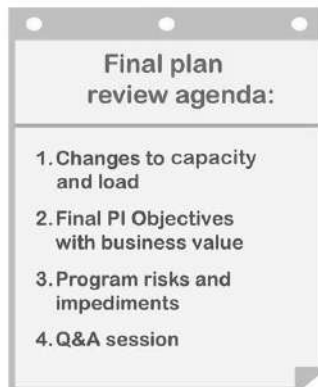 Final plan
review agenda:
1. Changes to capacity
and load
2. Final PI Objectives
with business value
3. Program risks and
impediments
4. Q&A session